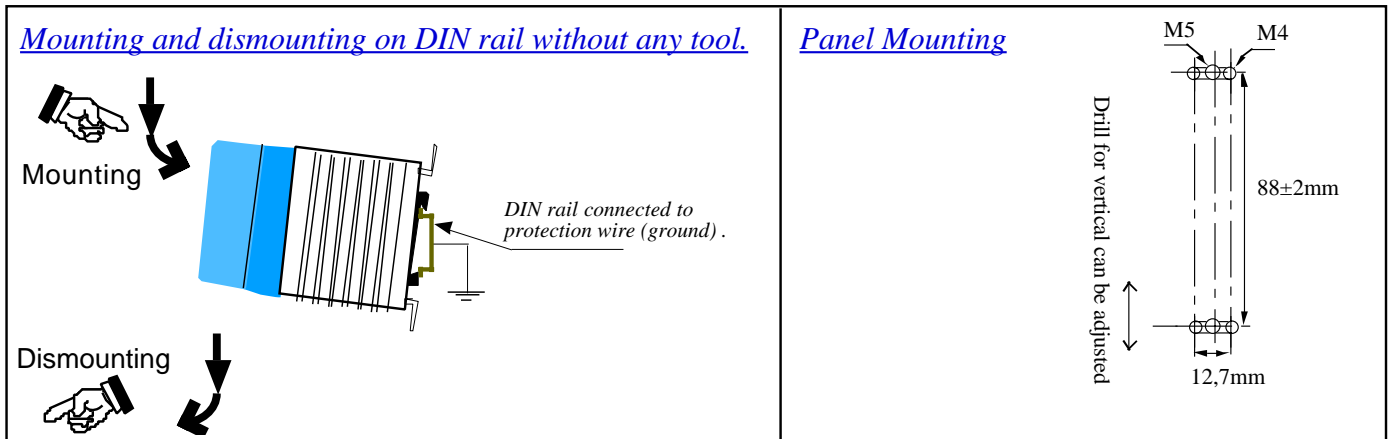 Mounting and dismounting on DIN rail without any tool.
Mounting
DIN rail connected to
protection wire (ground) .
Dismounting
Panel Mounting
M5
M4
Drill for vertical can be adjusted
88±2mm
12,7mm